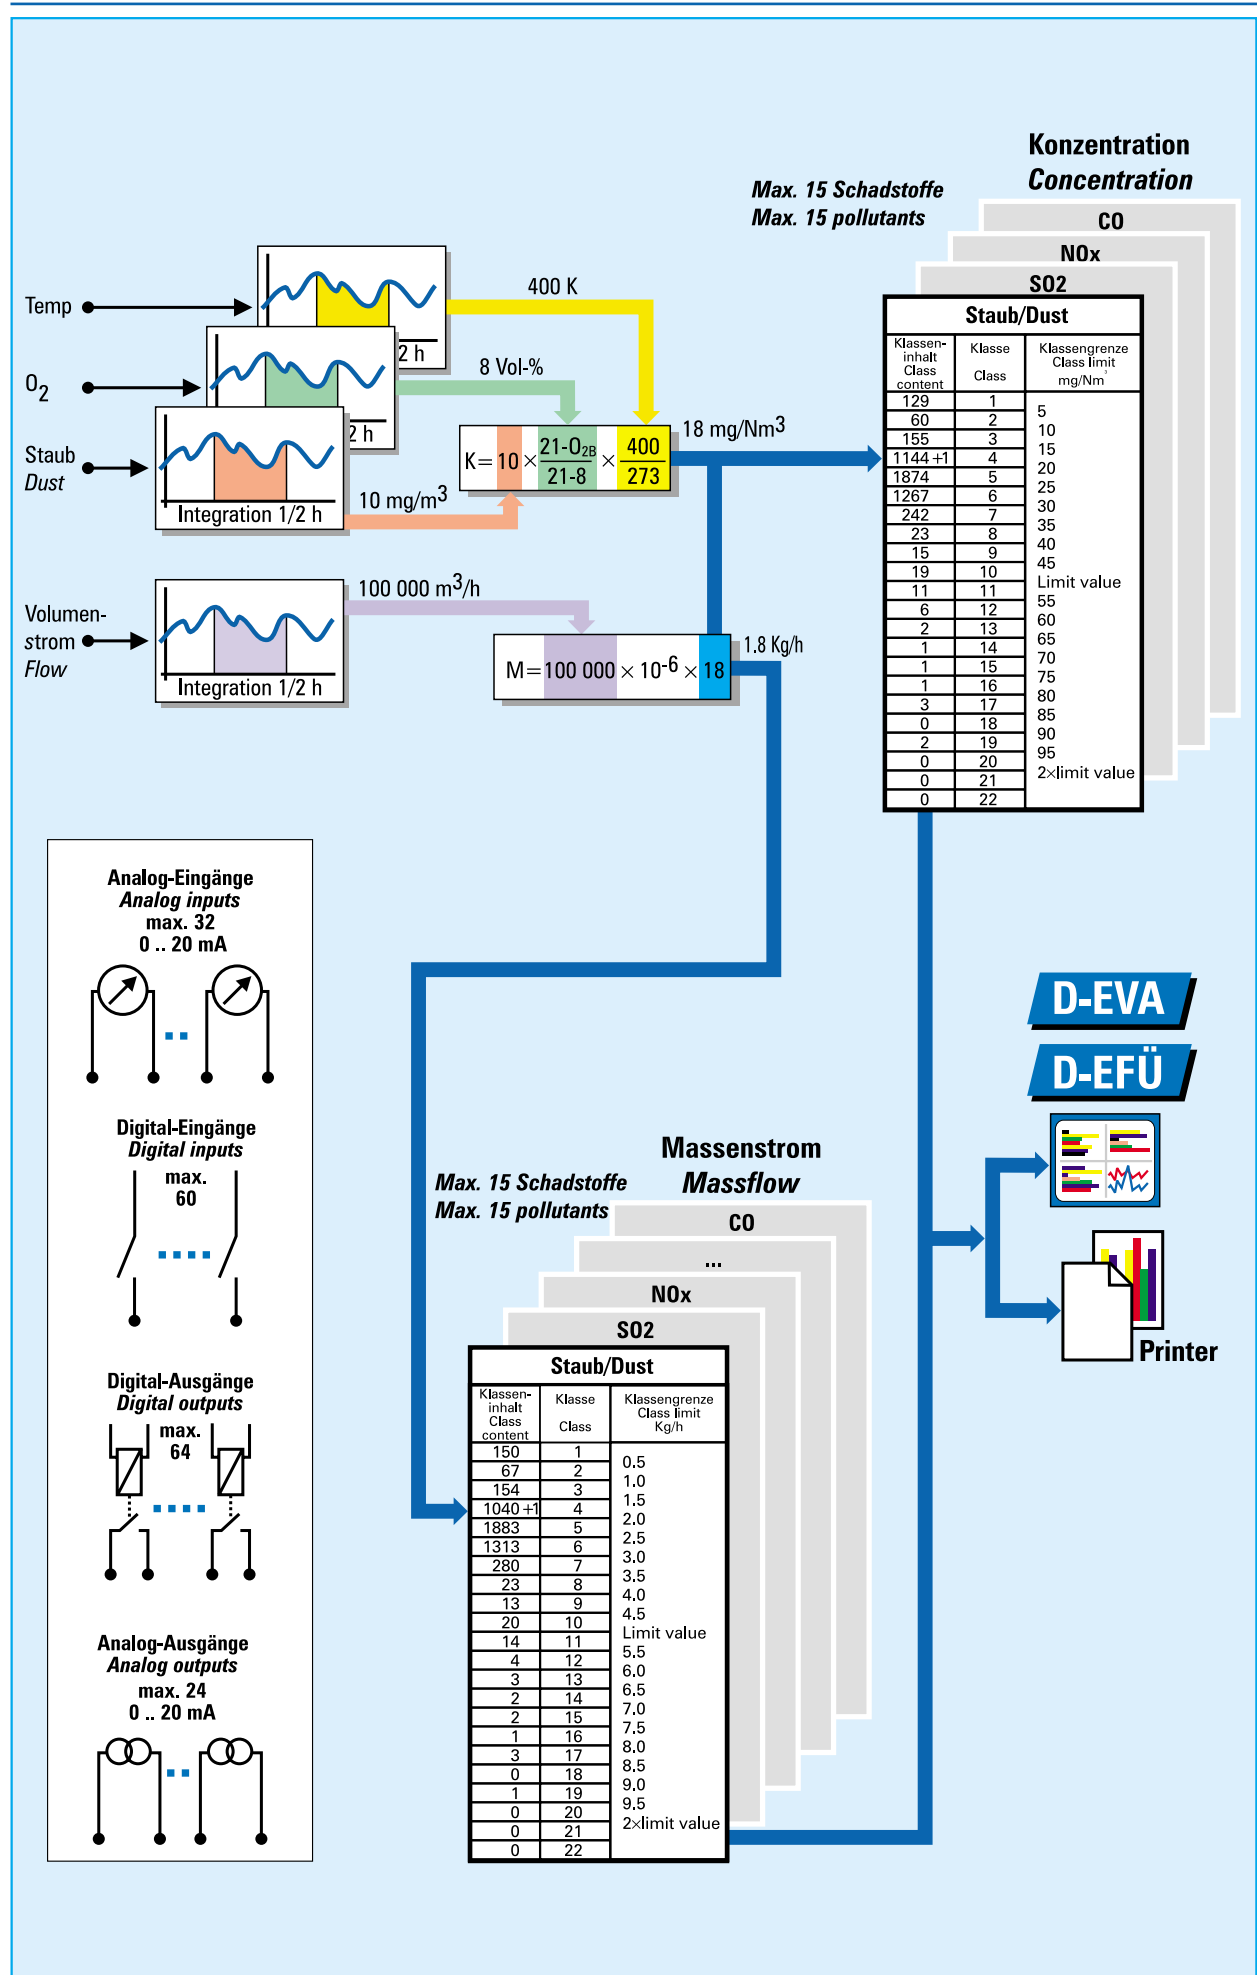 Konzentration
Concentration
Max. 15 Schadstoffe
Max. 15 pollutants
CO
NOx
SO2
Staub/Dust
Klassen-
inhalt
Class
content
Klasse
Class
Klassengrenze
Class limit
mg/Nm³
129 1
5
60 2
10
155 3
15
1144 +1 4
20
1874 5
25
1267 6
30
242 7
35
23 8
40
15 9
45
19 10
Limit value
11 11
55
6 12
60
2 13
65
1 14
70
1 15
75
1 16
80
3 17
85
0 18
90
2 19
95
0 20
2×limit value
0 21
0 22
Temp
2 h
400 K
O2
2 h
8 Vol-%
Staub
Dust
Integration 1/2 h
10 mg/m³
K= 10 × 21-O2B / 21-8 × 400 / 273
18 mg/Nm³
Volumen-
strom
Flow
Integration 1/2 h
100 000 m³/h
M= 100 000 × 10⁻⁶ × 18
1.8 Kg/h
Analog-Eingänge
Analog inputs
max. 32
0 .. 20 mA
Digital-Eingänge
Digital inputs
max.
60
Digital-Ausgänge
Digital outputs
max.
64
Analog-Ausgänge
Analog outputs
max. 24
0 .. 20 mA
D-EVA
D-EFÜ
Printer
Massenstrom
Massflow
Max. 15 Schadstoffe
Max. 15 pollutants
CO
...
NOx
SO2
Staub/Dust
Klassen-
inhalt
Class
content
Klasse
Class
Klassengrenze
Class limit
Kg/h
150 1
0.5
67 2
1.0
154 3
1.5
1040 +1 4
2.0
1883 5
2.5
1313 6
3.0
280 7
3.5
23 8
4.0
13 9
4.5
20 10
Limit value
14 11
5.5
4 12
6.0
3 13
6.5
2 14
7.0
2 15
7.5
1 16
8.0
3 17
8.5
0 18
9.0
1 19
9.5
0 20
2×limit value
0 21
0 22